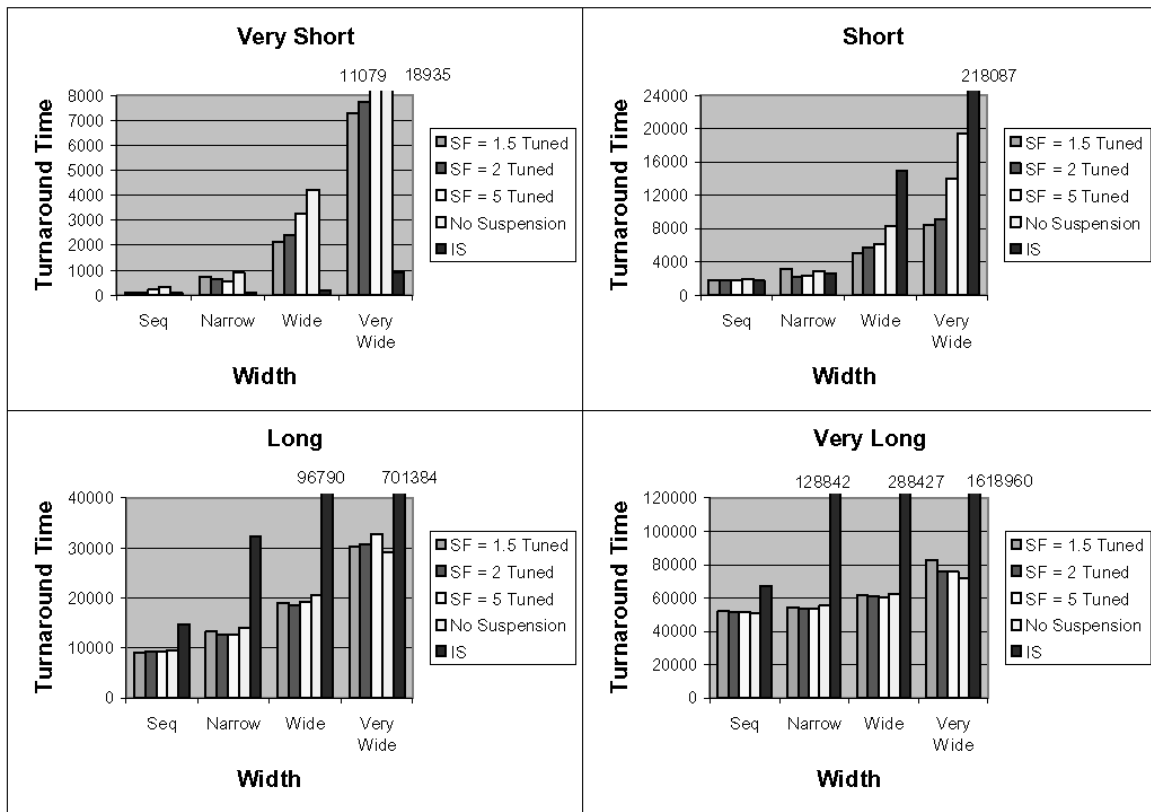 Very Short
11079 18935
8000
7000
6000
5000
4000
3000
2000
1000
0
Turnaround Time
Seq Narrow Wide Very
Wide
Width
SF = 1.5 Tuned
SF = 2 Tuned
SF = 5 Tuned
No Suspension
IS
Short
218087
24000
20000
16000
12000
8000
4000
0
Turnaround Time
Seq Narrow Wide Very
Wide
Width
SF = 1.5 Tuned
SF = 2 Tuned
SF = 5 Tuned
No Suspension
IS
Long
96790 701384
40000
30000
20000
10000
0
Turnaround Time
Seq Narrow Wide Very
Wide
Width
SF = 1.5 Tuned
SF = 2 Tuned
SF = 5 Tuned
No Suspension
IS
Very Long
128842 288427 1618960
120000
100000
80000
60000
40000
20000
0
Turnaround Time
Seq Narrow Wide Very
Wide
Width
SF = 1.5 Tuned
SF = 2 Tuned
SF = 5 Tuned
No Suspension
IS